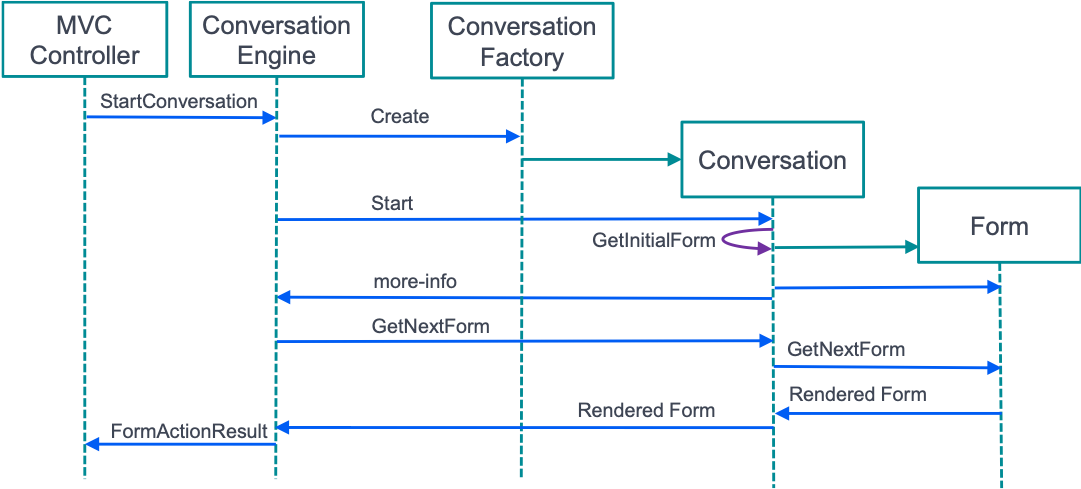 MVC
Controller
Conversation
Engine
Conversation
Factory
StartConversation
Create
Conversation
Start
Form
GetInitialForm
more-info
GetNextForm
GetNextForm
Rendered Form
Rendered Form
FormActionResult